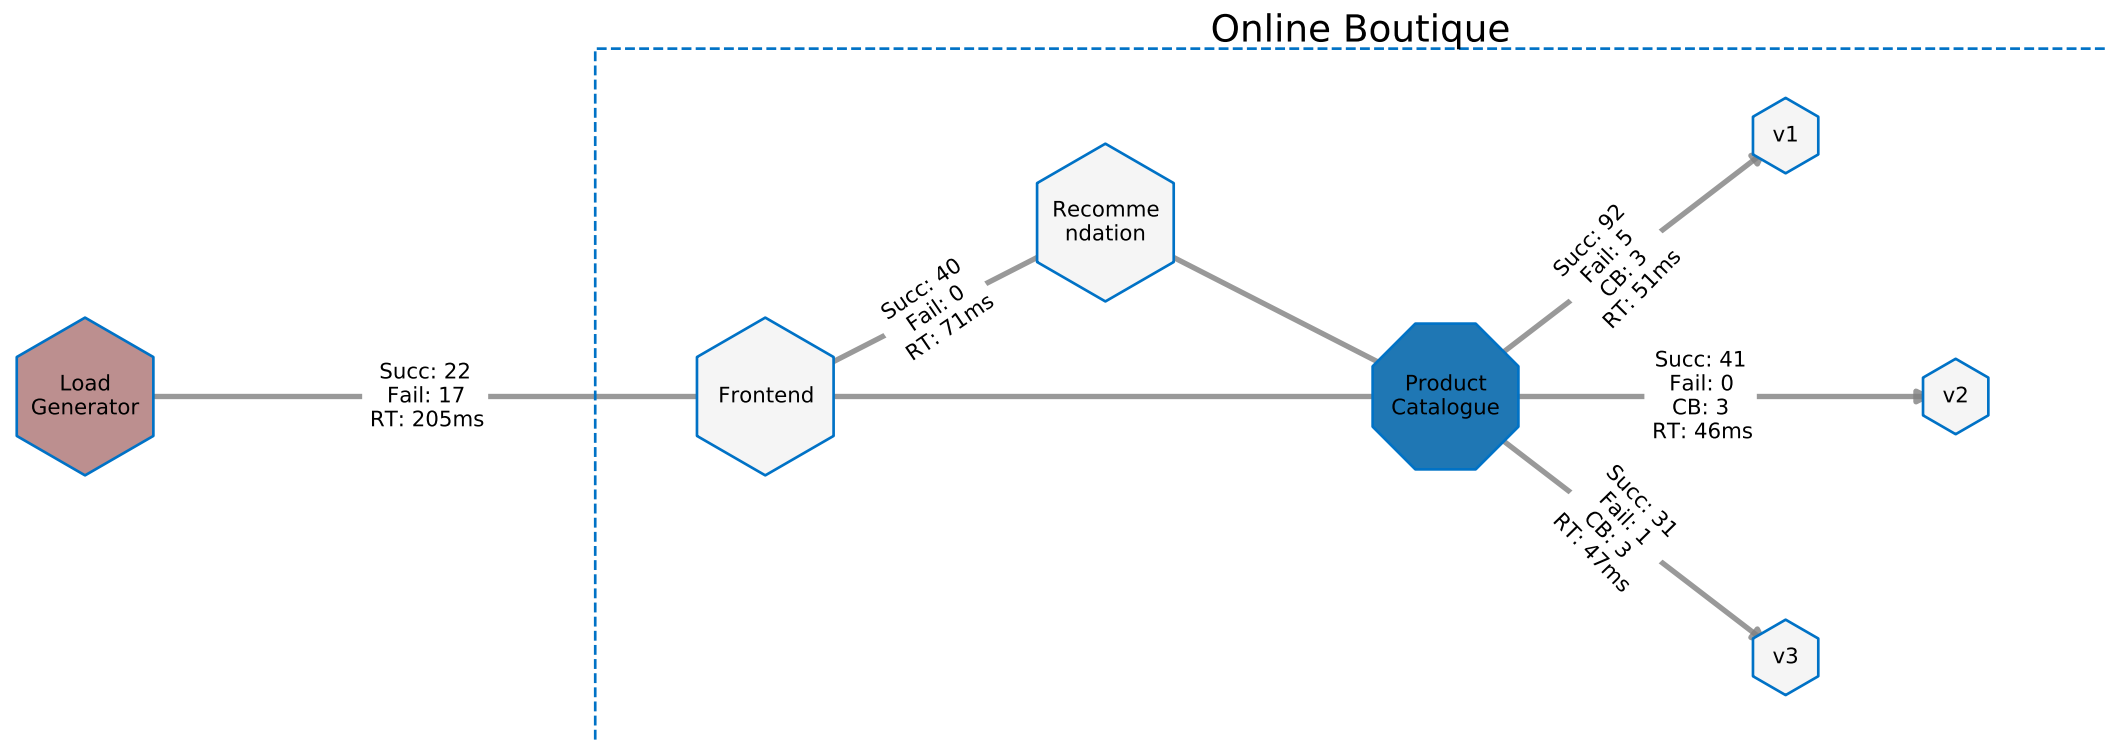 Online Boutique
Load
Generator
Succ: 22
Fail: 17
RT: 205ms
Frontend
Succ: 40
Fail: 0
RT: 71ms
Recomme
ndation
Product
Catalogue
Succ: 92
Fail: 5
CB: 3
RT: 51ms
v1
Succ: 41
Fail: 0
CB: 3
RT: 46ms
v2
Succ: 31
Fail: 1
CB: 3
RT: 47ms
v3